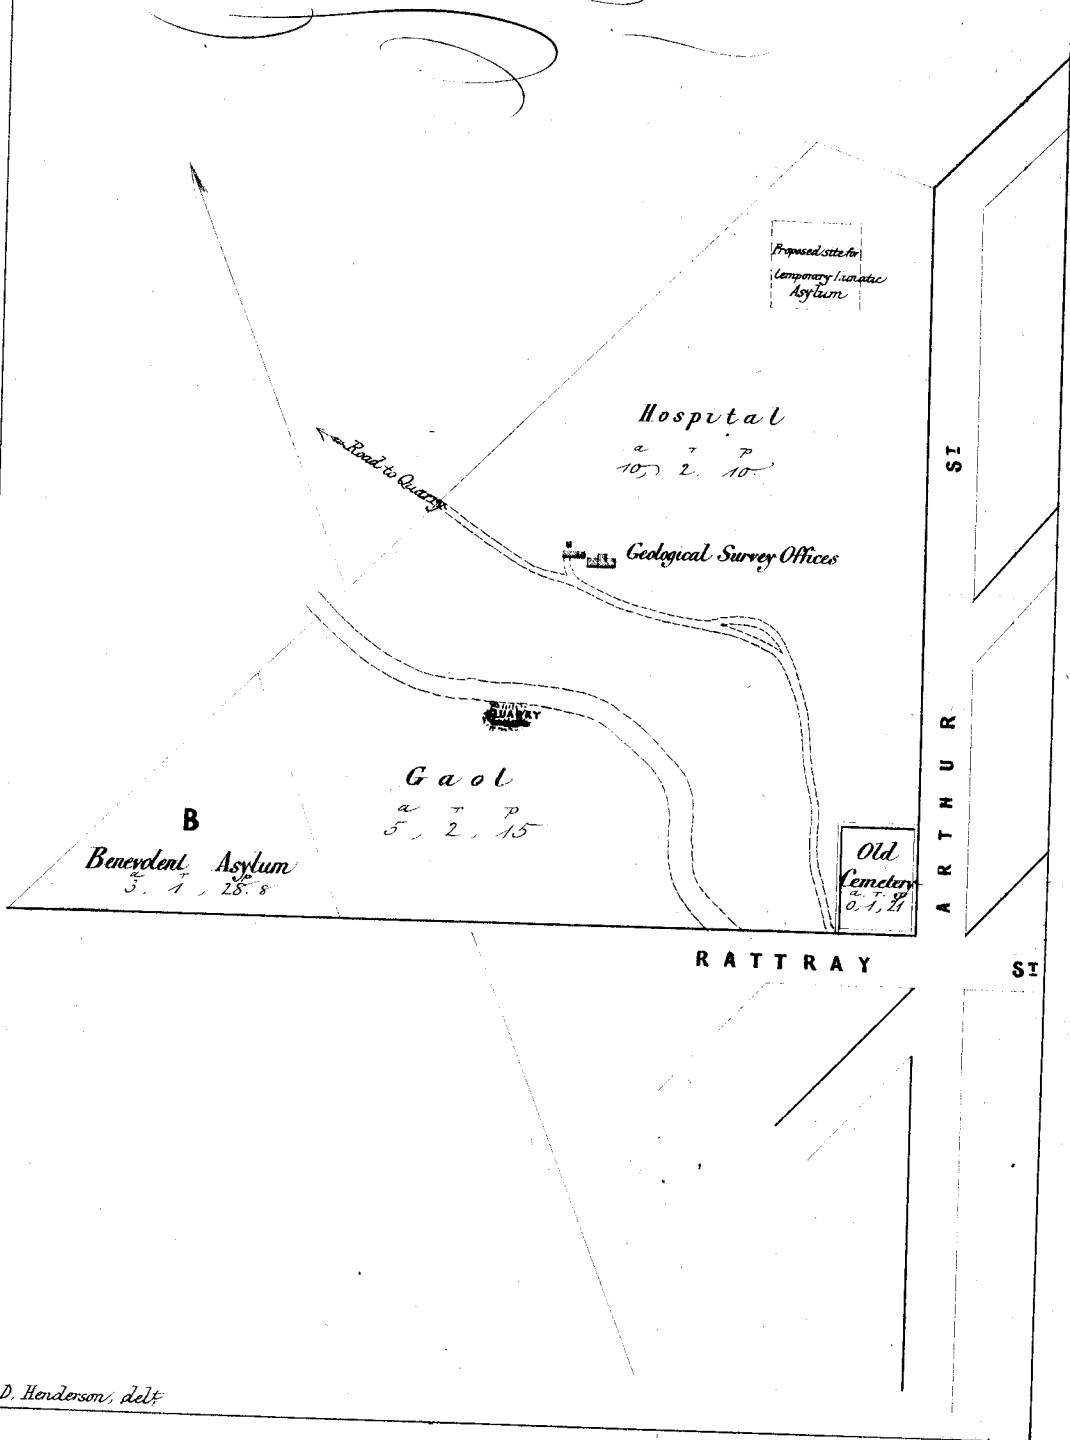 Proposed site for
temporary Lunatic
Asylum
Hospital
a r p
10, 2. 10.
ST
Road to Quarry
Geological Survey Offices
QUARRY
Gaol
a r p
5, 2, 15
ARTHUR
B
Benevolent Asylum
a r p
3, 1, 28.8
Old
Cemetery
a. r. p
0, 1, 21
RATTRAY ST
D. Henderson, delt.